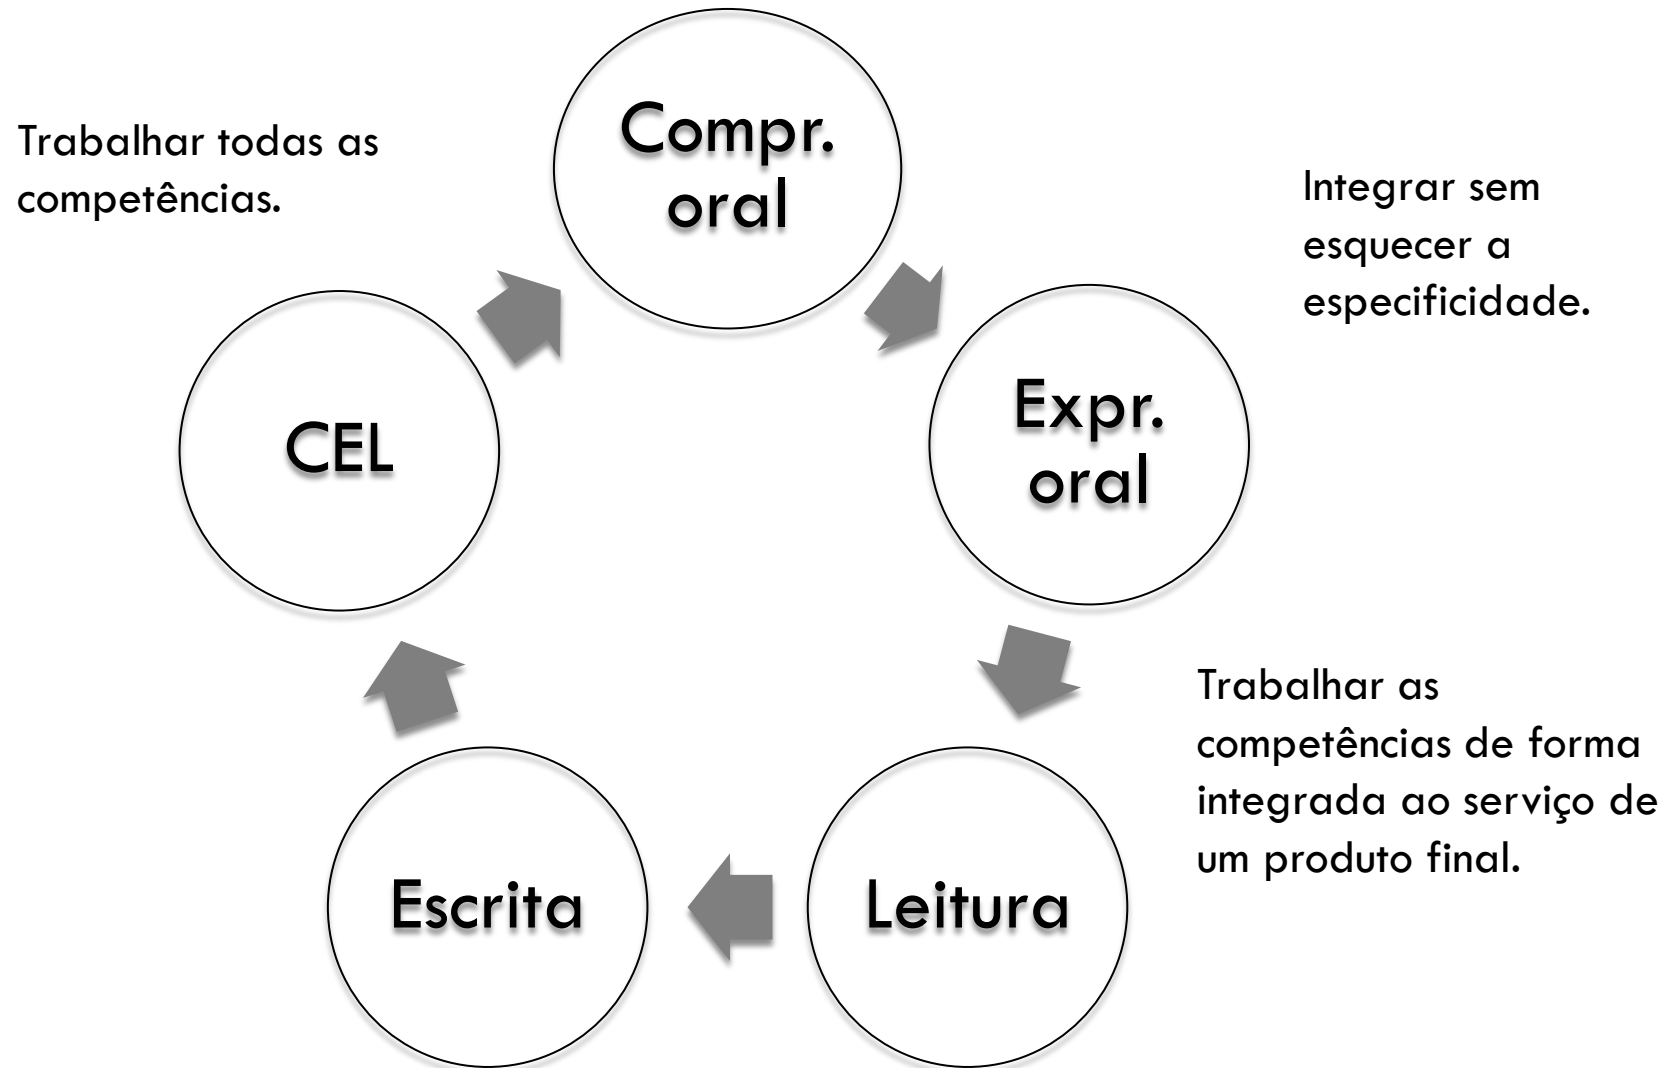 Trabalhar todas as
competências.
Compr.
oral
Integrar sem
esquecer a
especificidade.
Expr.
oral
CEL
Trabalhar as
competências de forma
integrada ao serviço de
um produto final.
Leitura
Escrita